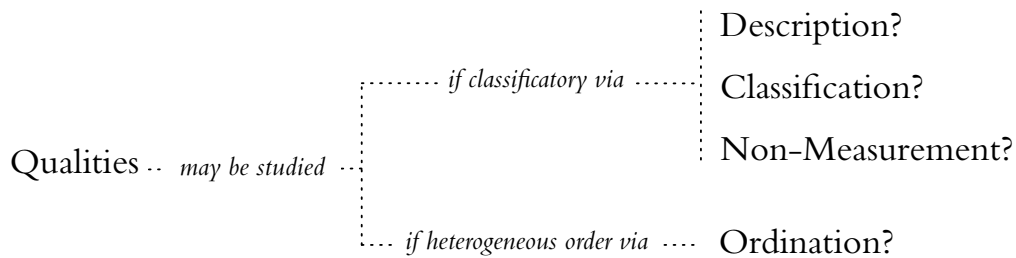 Description?
if classificatory via
Classification?
Non-Measurement?
Qualities
may be studied
if heterogeneous order via
Ordination?